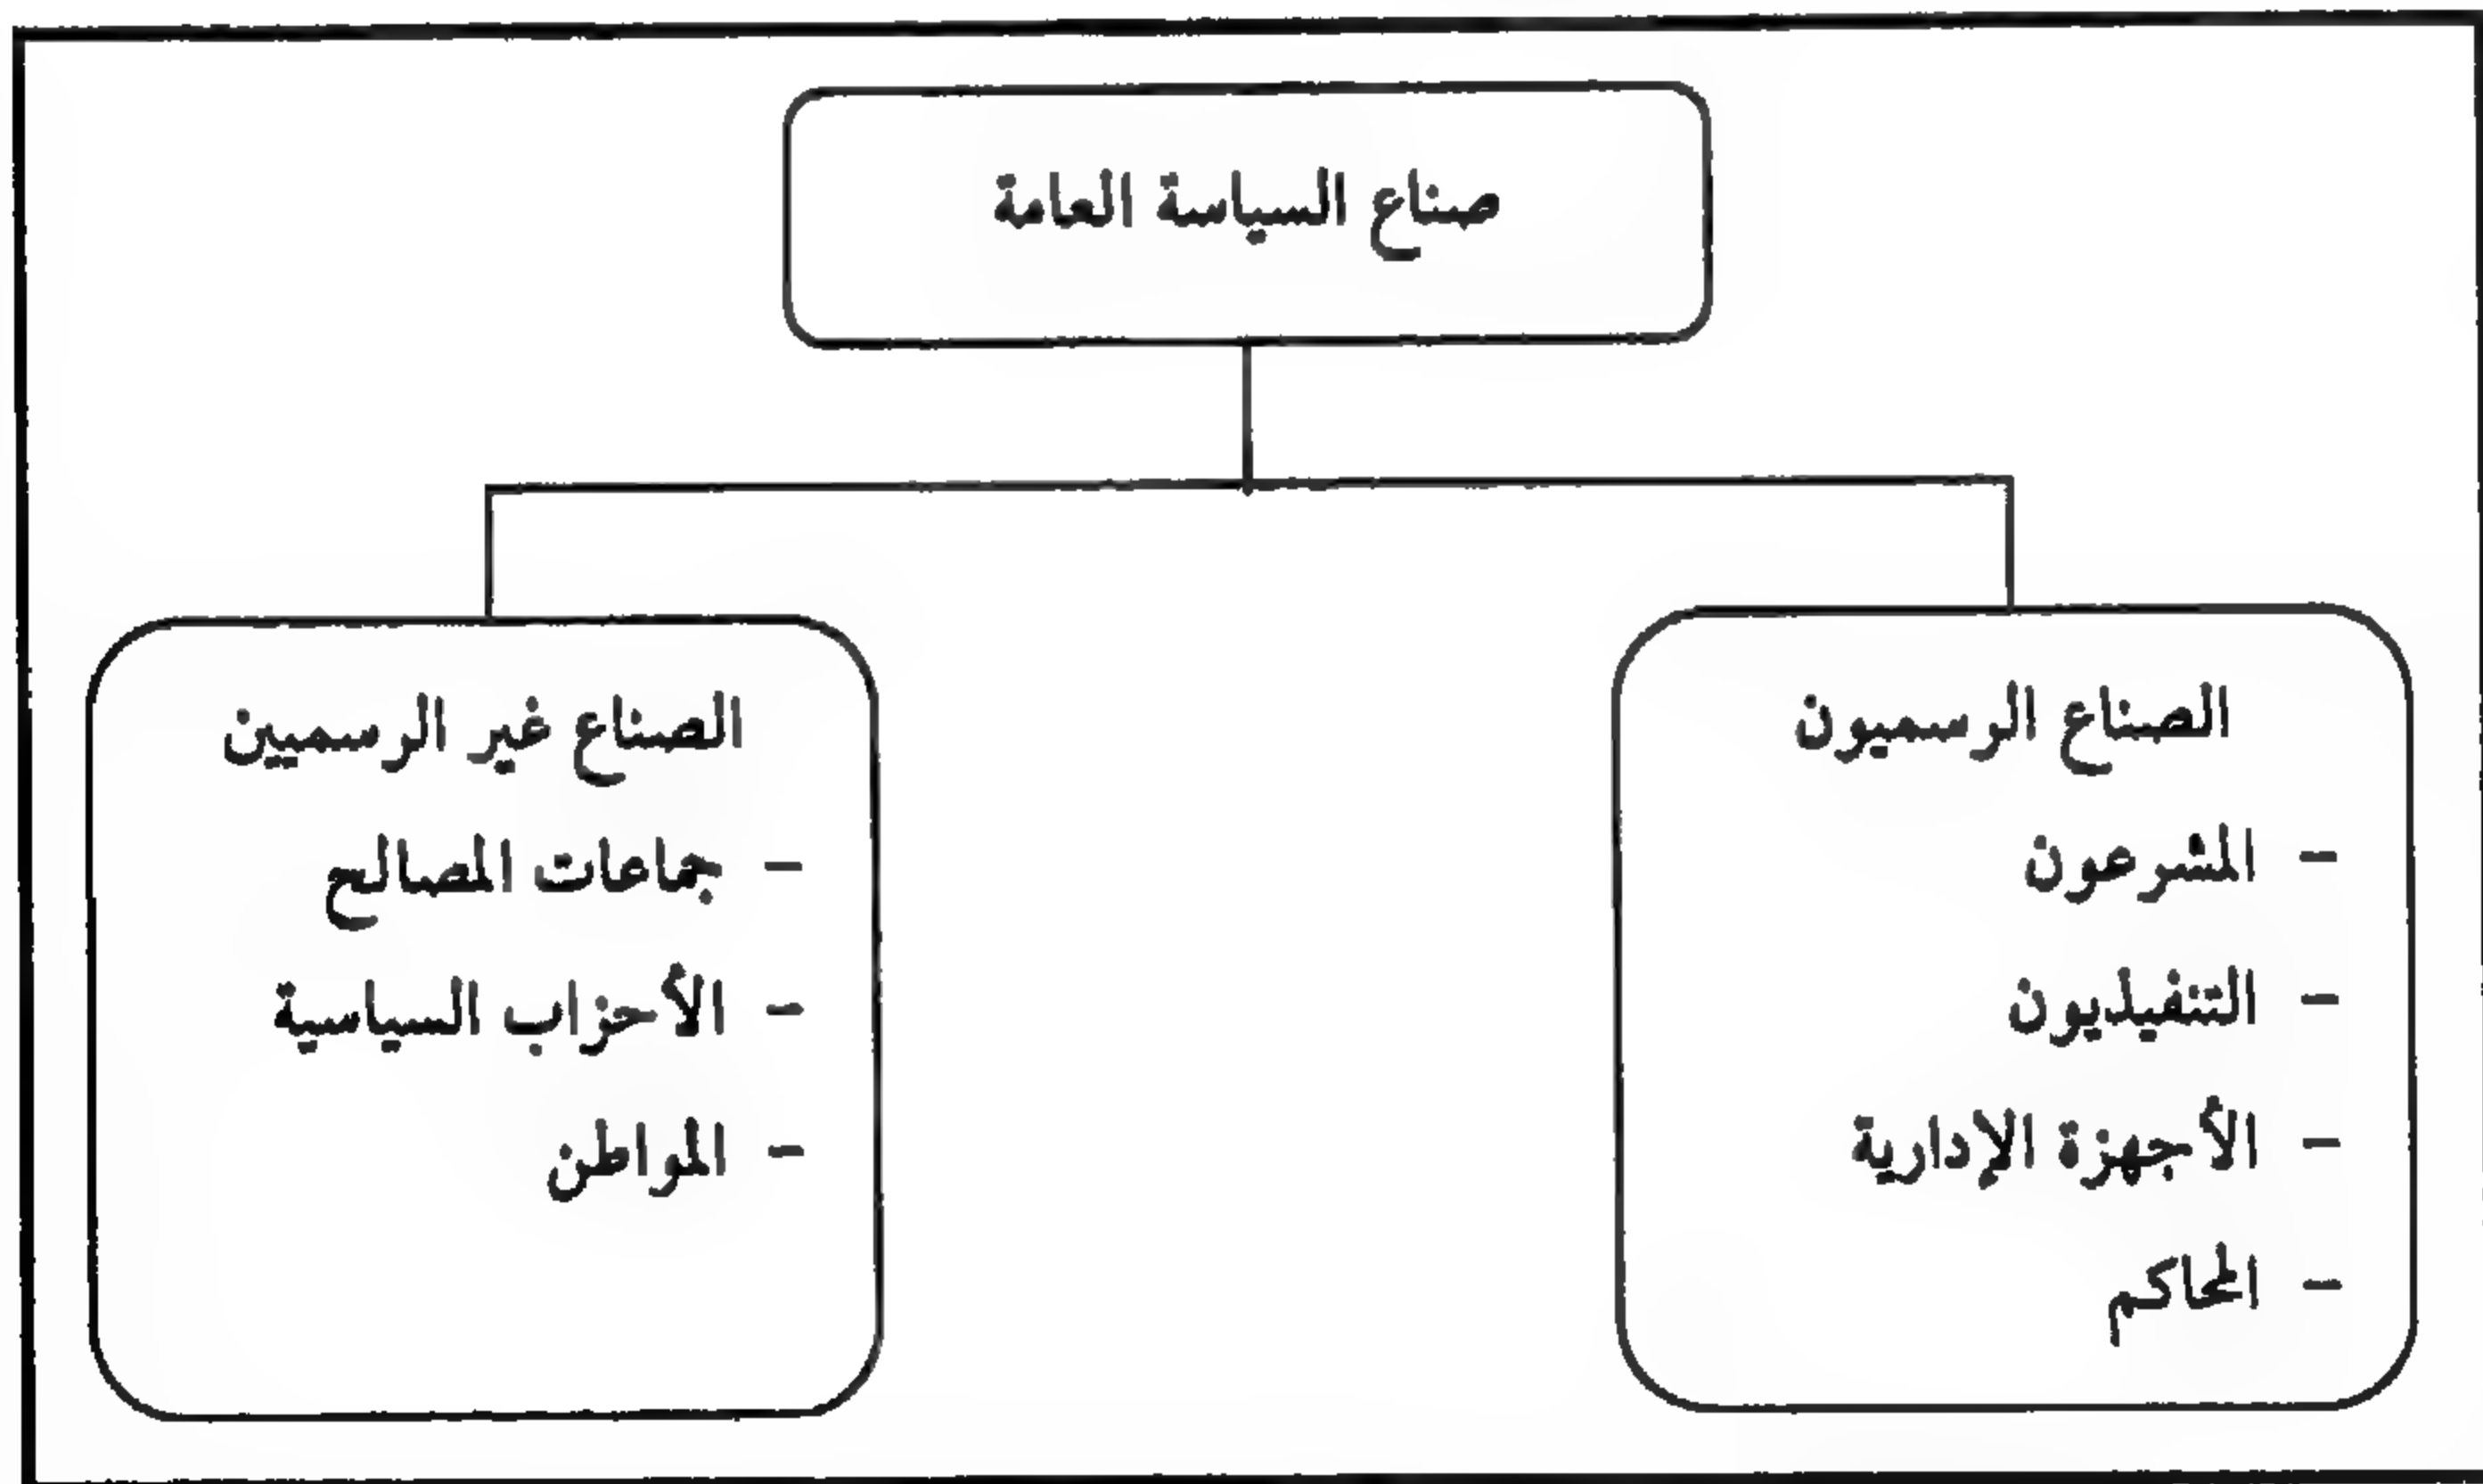 صناع السياسة العامة
الصناع الرسميون
- المشرعون
- التنفيذيون
- الأجهزة الإدارية
- المحاكم
الصناع غير الرسميين
- جماعات المصالح
- الأحزاب السياسية
- المواطن